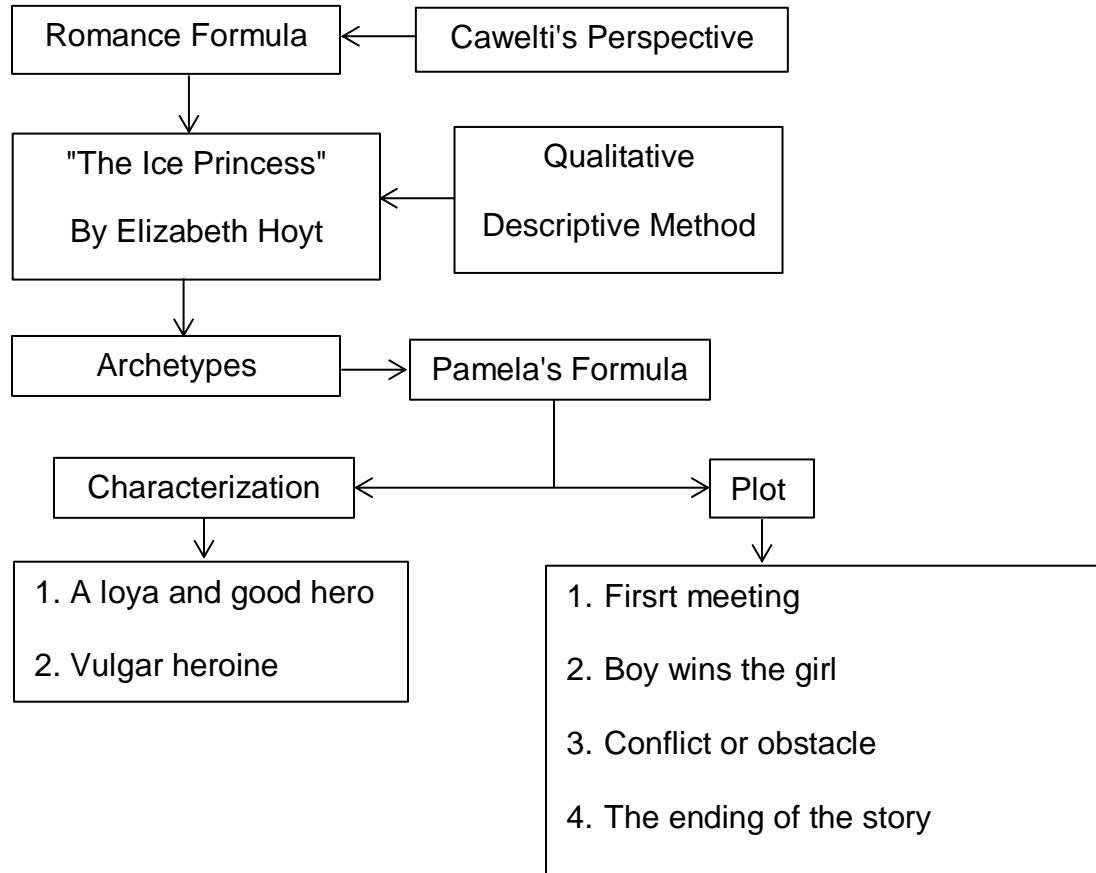 Romance Formula
Cawelti's Perspective
"The Ice Princess"
By Elizabeth Hoyt
Qualitative
Descriptive Method
Archetypes
Pamela's Formula
Characterization
Plot
1. A loya and good hero
2. Vulgar heroine
1. Firsrt meeting
2. Boy wins the girl
3. Conflict or obstacle
4. The ending of the story